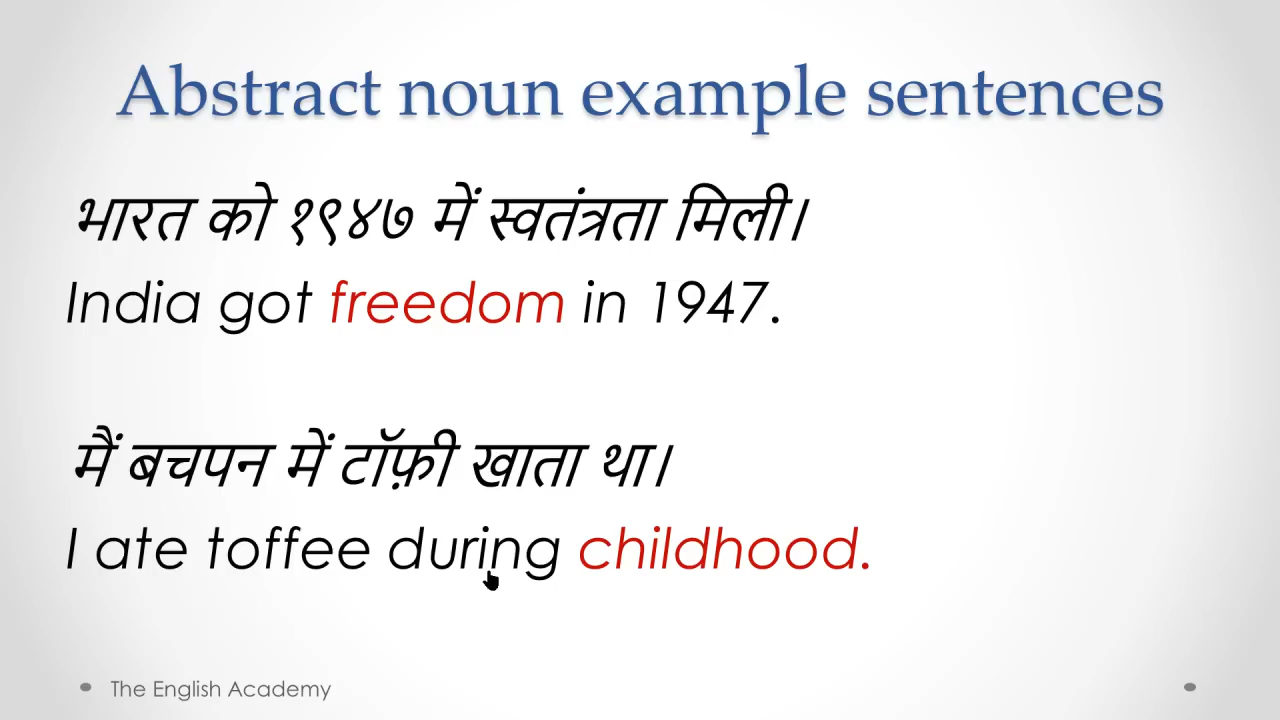 Abstract noun example sentences
भारत को १९४७ में स्वतंत्रता मिली।
India got freedom in 1947.
मैं बचपन में टॉफ़ी खाता था।
I ate toffee during childhood.
The English Academy